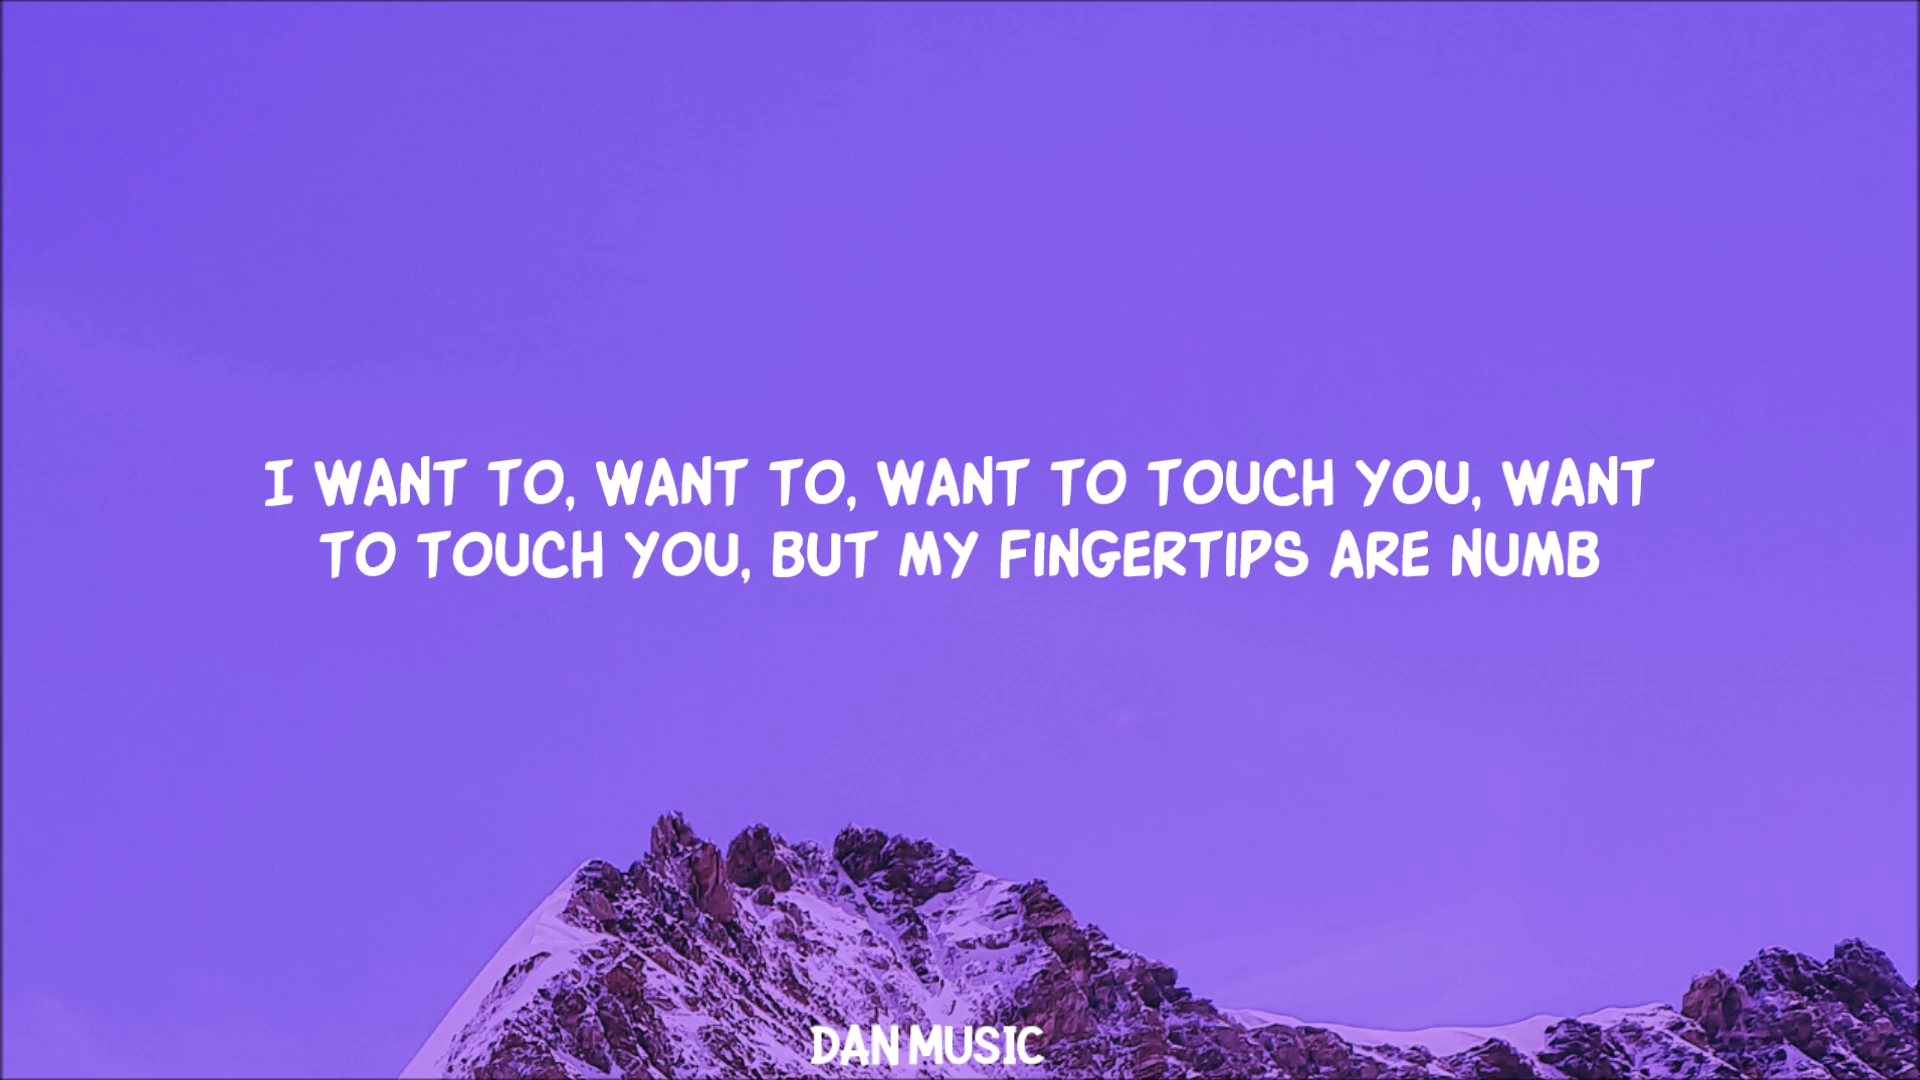 I WANT TO, WANT TO, WANT TO TOUCH YOU, WANT
TO TOUCH YOU, BUT MY FINGERTIPS ARE NUMB
DAN MUSIC